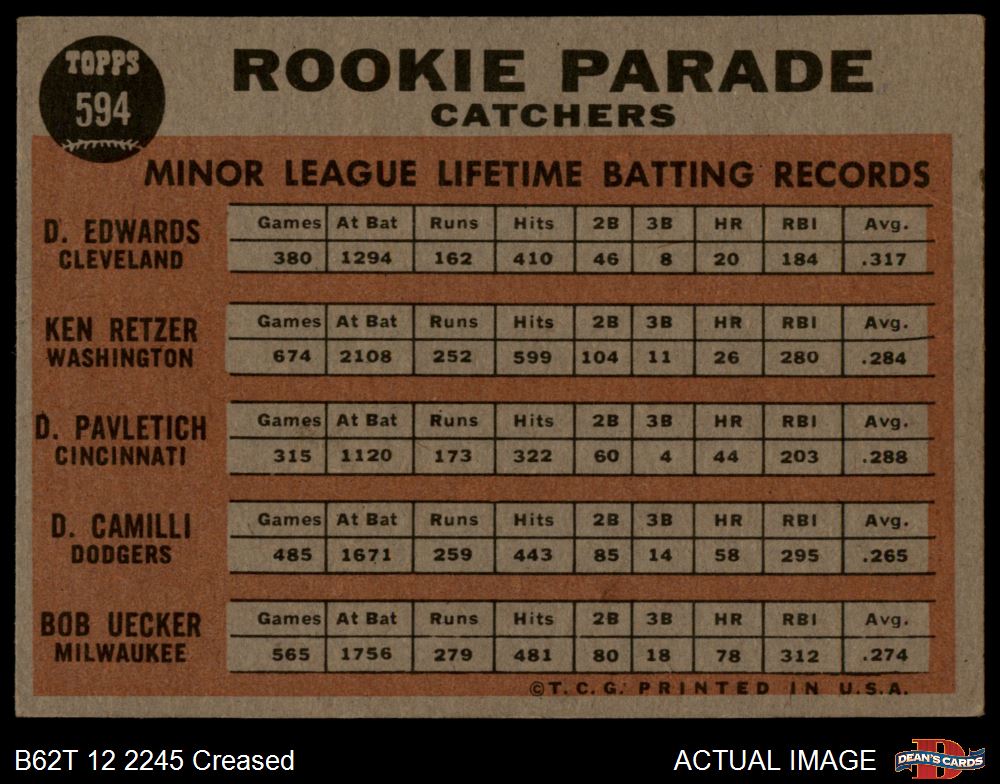 TOPPS
594
ROOKIE PARADE
CATCHERS
MINOR LEAGUE LIFETIME BATTING RECORDS
D. EDWARDS
CLEVELAND
Games At Bat Runs Hits 2B 3B HR RBI Avg.
380 1294 162 410 46 8 20 184 .317
KEN RETZER
WASHINGTON
Games At Bat Runs Hits 2B 3B HR RBI Avg.
674 2108 252 599 104 11 26 280 .284
D. PAVLETICH
CINCINNATI
Games At Bat Runs Hits 2B 3B HR RBI Avg.
315 1120 173 322 60 4 44 203 .288
D. CAMILLI
DODGERS
Games At Bat Runs Hits 2B 3B HR RBI Avg.
485 1671 259 443 85 14 58 295 .265
BOB UECKER
MILWAUKEE
Games At Bat Runs Hits 2B 3B HR RBI Avg.
565 1756 279 481 80 18 78 312 .274
©T.C.G. PRINTED IN U.S.A.
B62T 12 2245 Creased
ACTUAL IMAGE
D
DEAN'S CARDS